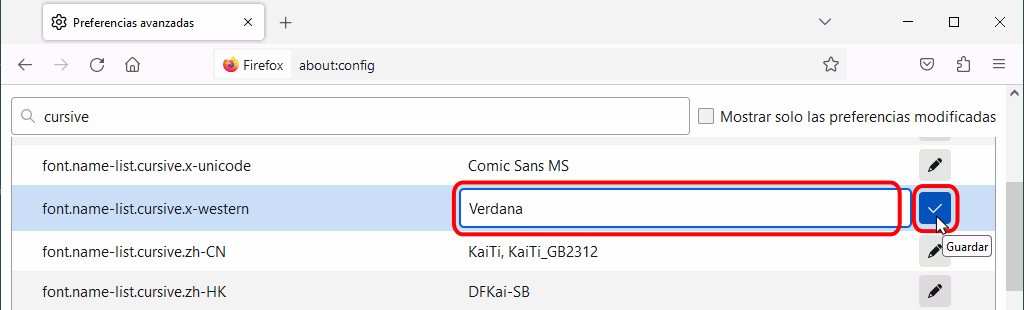 Preferencias avanzadas
Firefox about:config
cursive
Mostrar solo las preferencias modificadas
font.name-list.cursive.x-unicode Comic Sans MS
font.name-list.cursive.x-western Verdana
Guardar
font.name-list.cursive.zh-CN KaiTi, KaiTi_GB2312
font.name-list.cursive.zh-HK DFKai-SB